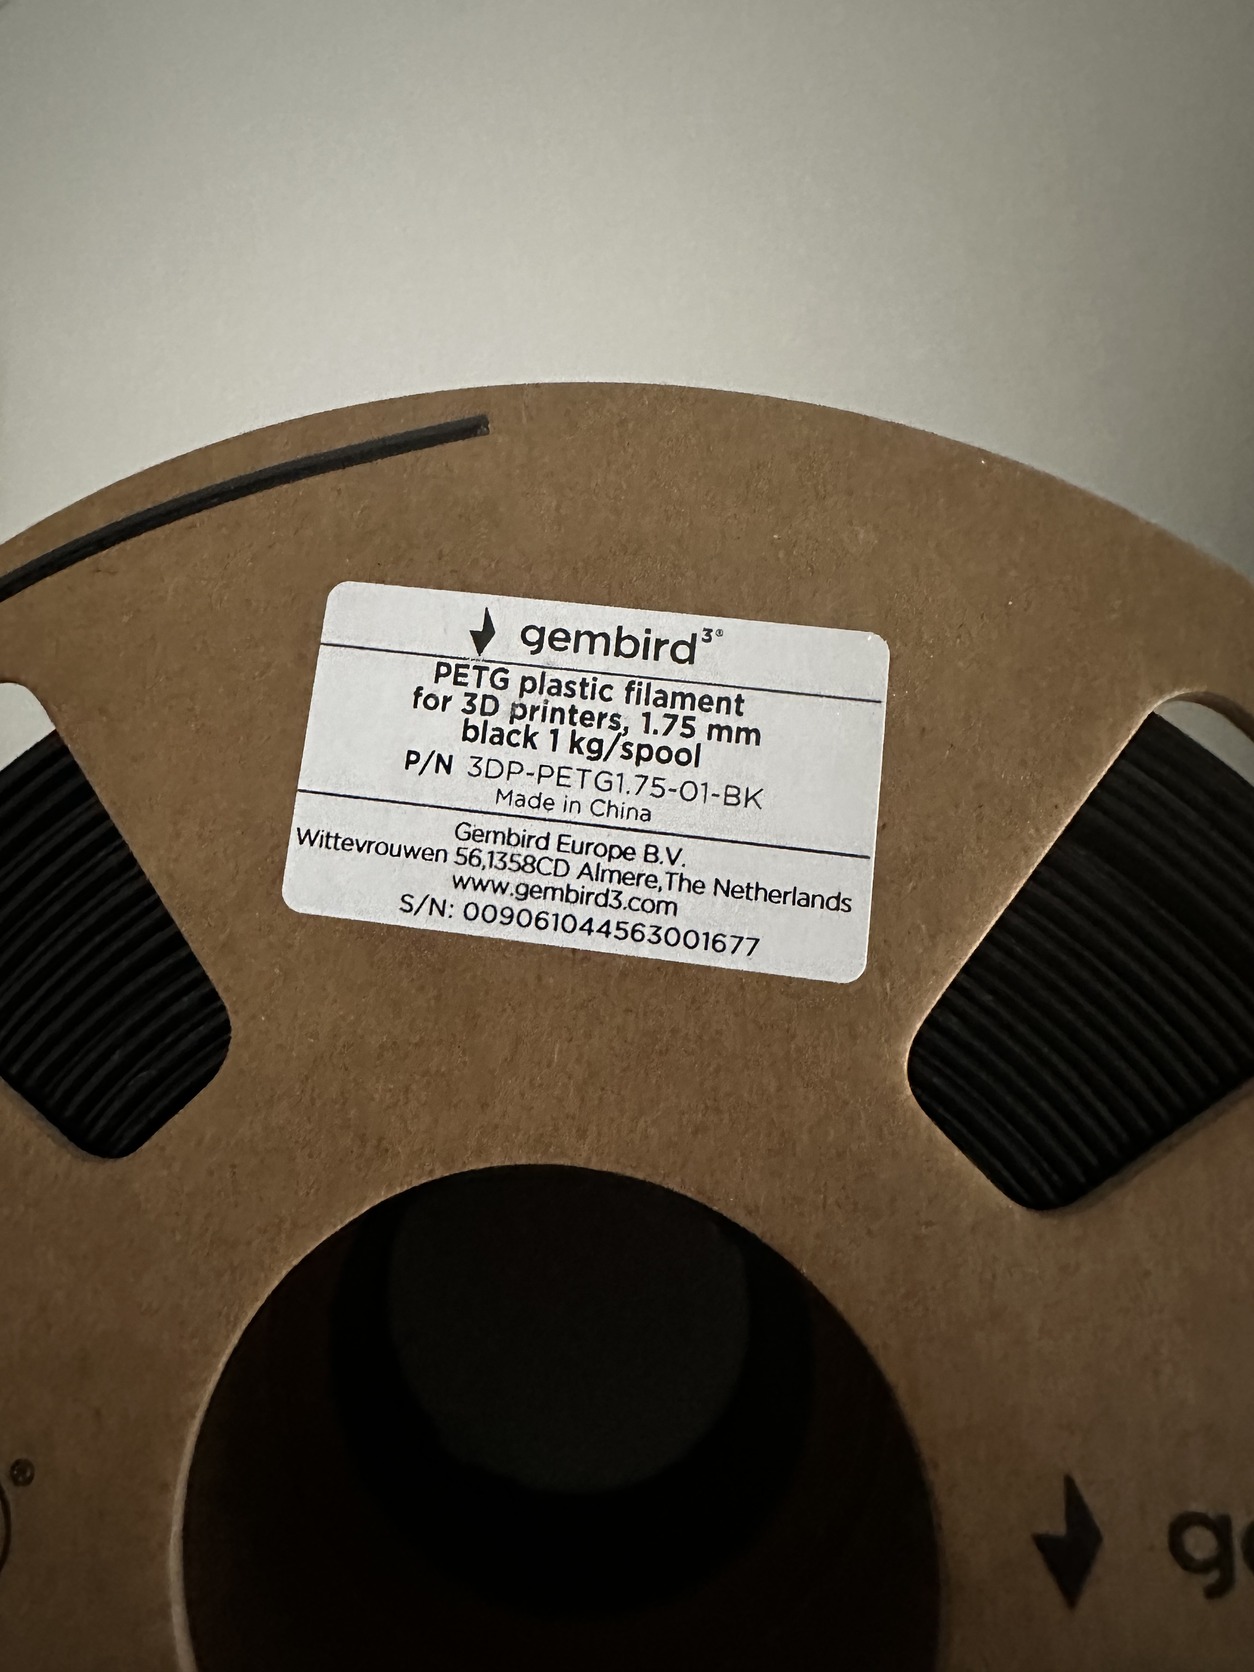 gembird³®
PETG plastic filament
for 3D printers, 1.75 mm
black 1 kg/spool
P/N 3DP-PETG1.75-01-BK
Made in China
Gembird Europe B.V.
Wittevrouwen 56,1358CD Almere,The Netherlands
www.gembird3.com
S/N: 009061044563001677
®
ge